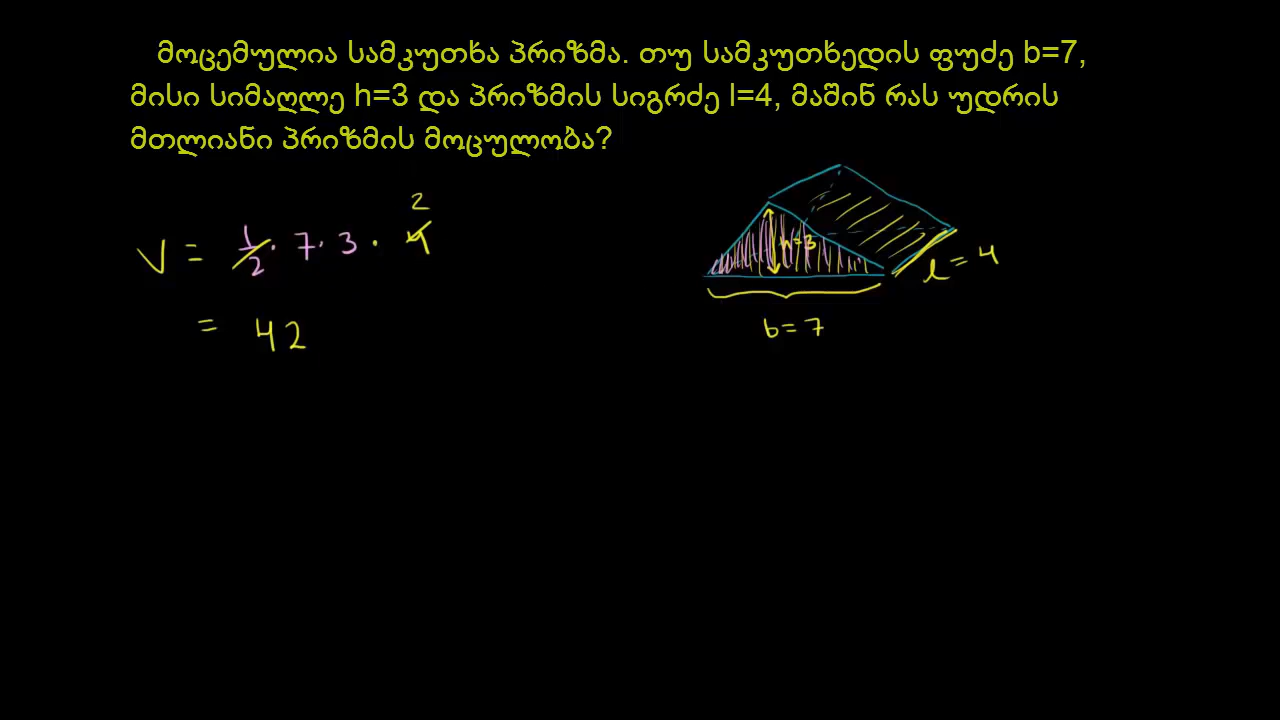 მოცემულია სამკუთხა პრიზმა. თუ სამკუთხედის ფუძე b=7,
მისი სიმაღლე h=3 და პრიზმის სიგრძე l=4, მაშინ რას უდრის
მთლიანი პრიზმის მოცულობა?
2
V = 1/2 · 7 · 3 · 4
= 42
h=3
l = 4
b = 7